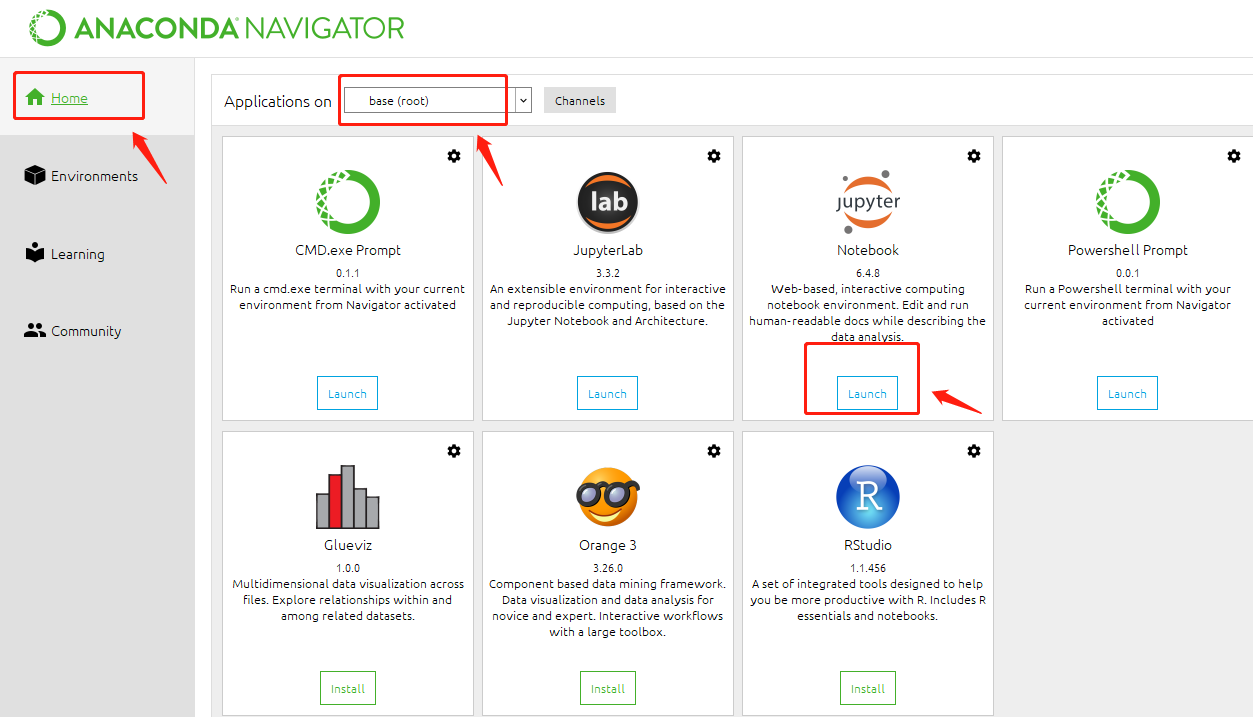 ANACONDA NAVIGATOR
Home
Environments
Learning
Community
Applications on
base (root)
Channels
CMD.exe Prompt
0.1.1
Run a cmd.exe terminal with your current
environment from Navigator activated
Launch
lab
JupyterLab
3.3.2
An extensible environment for interactive
and reproducible computing, based on the
Jupyter Notebook and Architecture.
Launch
jupyter
Notebook
6.4.8
Web-based, interactive computing
notebook environment. Edit and run
human-readable docs while describing the
data analysis.
Launch
Powershell Prompt
0.0.1
Run a Powershell terminal with your
current environment from Navigator
activated
Launch
Glueviz
1.0.0
Multidimensional data visualization across
files. Explore relationships within and
among related datasets.
Install
Orange 3
3.26.0
Component based data mining framework.
Data visualization and data analysis for
novice and expert. Interactive workflows
with a large toolbox.
Install
R
RStudio
1.1.456
A set of integrated tools designed to help
you be more productive with R. Includes R
essentials and notebooks.
Install